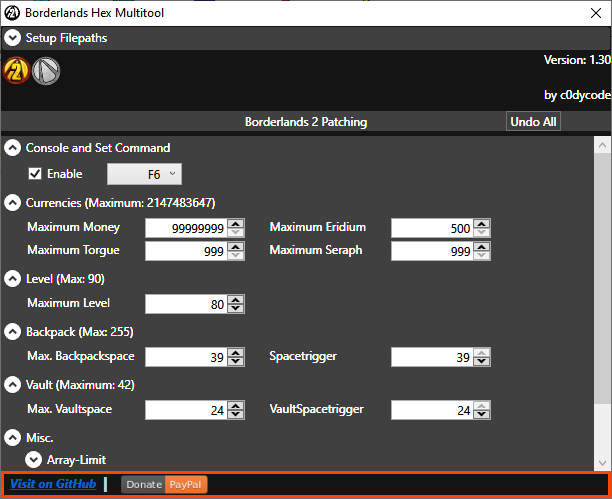 Borderlands Hex Multitool
Setup Filepaths
Version: 1.30
by c0dycode
Borderlands 2 Patching
Undo All
Console and Set Command
Enable
F6
Currencies (Maximum: 2147483647)
Maximum Money 99999999 Maximum Eridium 500
Maximum Torgue 999 Maximum Seraph 999
Level (Max: 90)
Maximum Level 80
Backpack (Max: 255)
Max. Backpackspace 39 Spacetrigger 39
Vault (Maximum: 42)
Max. Vaultspace 24 VaultSpacetrigger 24
Misc.
Array-Limit
Visit on GitHub | Donate PayPal